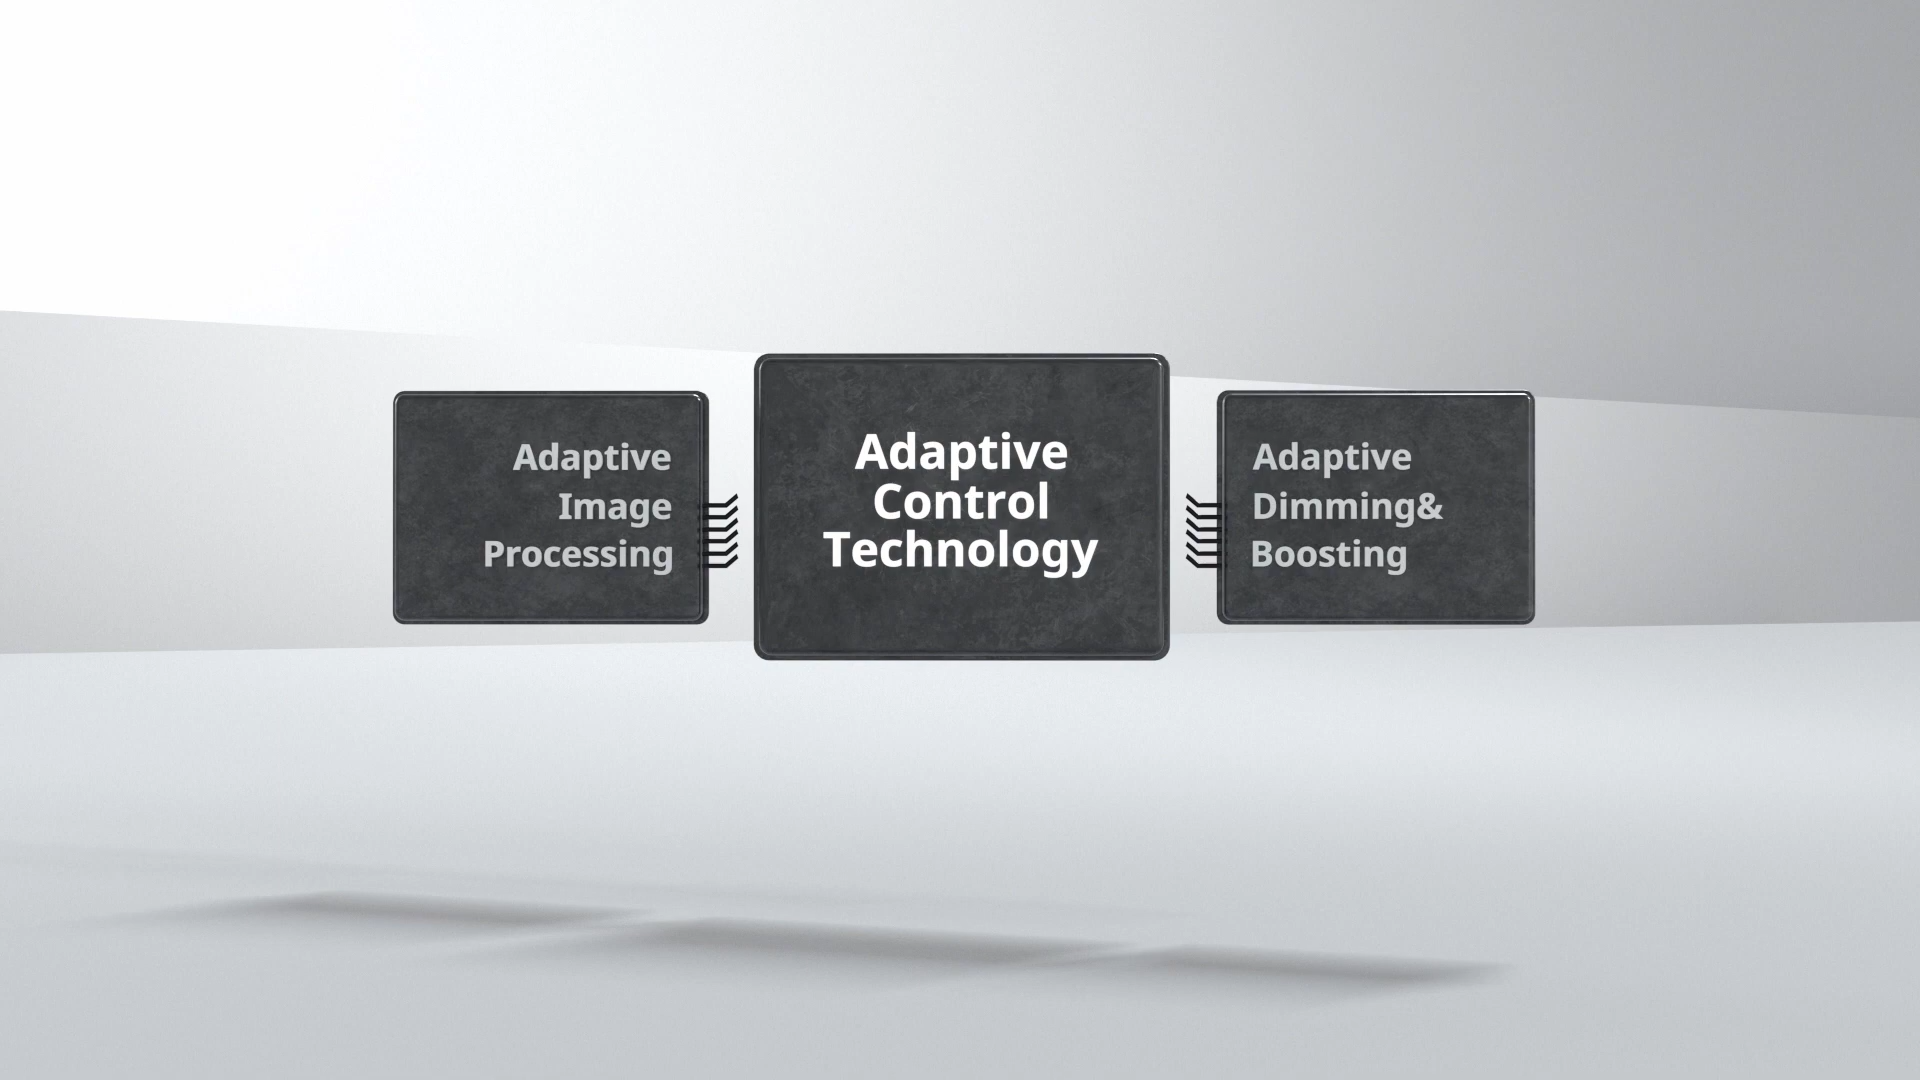 Adaptive
Image
Processing
Adaptive
Control
Technology
Adaptive
Dimming&
Boosting